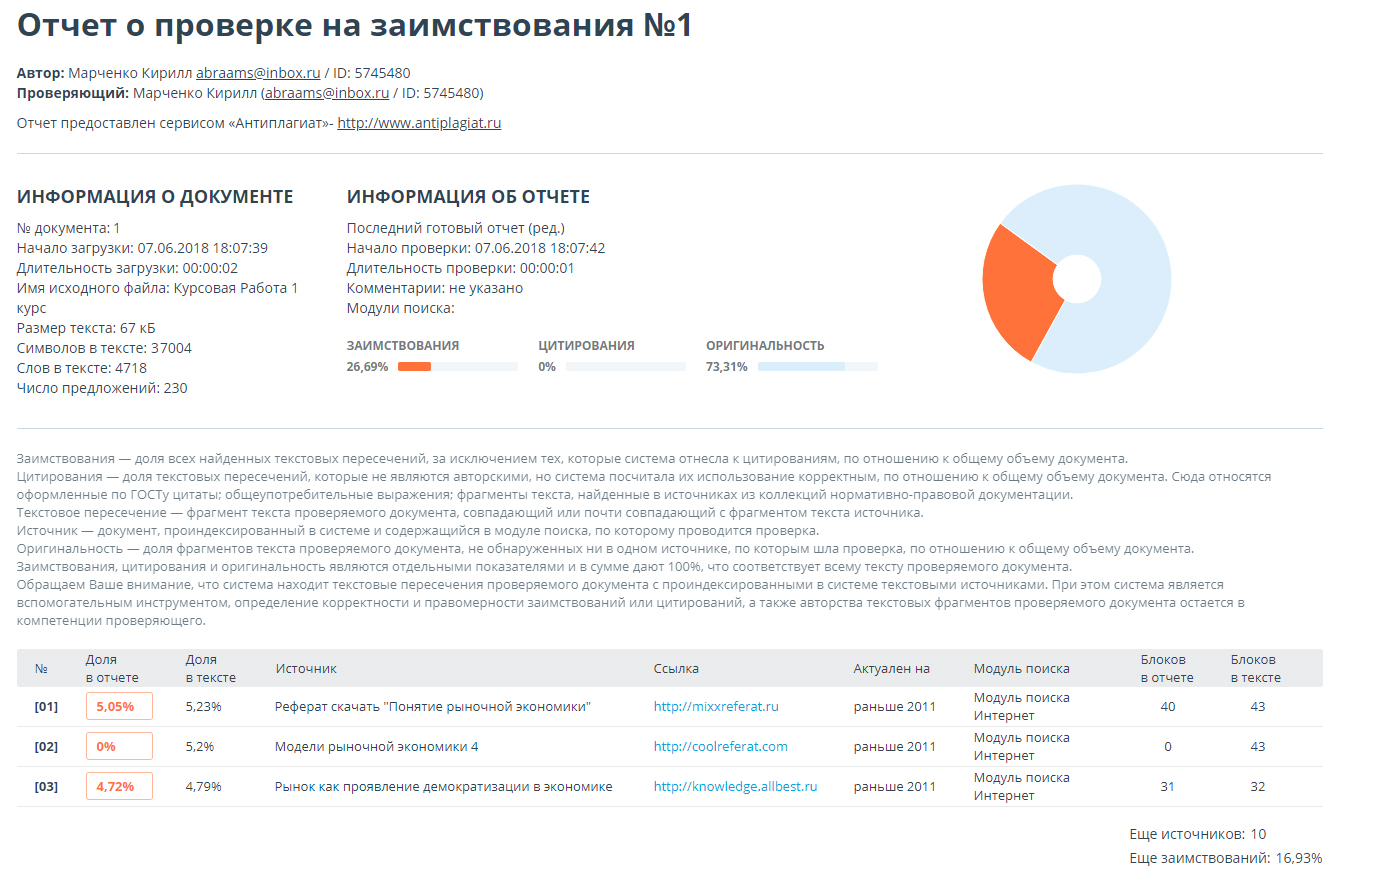 Отчет о проверке на заимствования №1
Автор: Марченко Кирилл abraams@inbox.ru / ID: 5745480
Проверяющий: Марченко Кирилл (abraams@inbox.ru / ID: 5745480)
Отчет предоставлен сервисом «Антиплагиат»- http://www.antiplagiat.ru
ИНФОРМАЦИЯ О ДОКУМЕНТЕ
№ документа: 1
Начало загрузки: 07.06.2018 18:07:39
Длительность загрузки: 00:00:02
Имя исходного файла: Курсовая Работа 1
курс
Размер текста: 67 кБ
Символов в тексте: 37004
Слов в тексте: 4718
Число предложений: 230
ИНФОРМАЦИЯ ОБ ОТЧЕТЕ
Последний готовый отчет (ред.)
Начало проверки: 07.06.2018 18:07:42
Длительность проверки: 00:00:01
Комментарии: не указано
Модули поиска:
ЗАИМСТВОВАНИЯ ЦИТИРОВАНИЯ ОРИГИНАЛЬНОСТЬ
26,69% 0% 73,31%
Заимствования — доля всех найденных текстовых пересечений, за исключением тех, которые система отнесла к цитированиям, по отношению к общему объему документа.
Цитирования — доля текстовых пересечений, которые не являются авторскими, но система посчитала их использование корректным, по отношению к общему объему документа. Сюда относятся
оформленные по ГОСТу цитаты; общеупотребительные выражения; фрагменты текста, найденные в источниках из коллекций нормативно-правовой документации.
Текстовое пересечение — фрагмент текста проверяемого документа, совпадающий или почти совпадающий с фрагментом текста источника.
Источник — документ, проиндексированный в системе и содержащийся в модуле поиска, по которому проводится проверка.
Оригинальность — доля фрагментов текста проверяемого документа, не обнаруженных ни в одном источнике, по которым шла проверка, по отношению к общему объему документа.
Заимствования, цитирования и оригинальность являются отдельными показателями и в сумме дают 100%, что соответствует всему тексту проверяемого документа.
Обращаем Ваше внимание, что система находит текстовые пересечения проверяемого документа с проиндексированными в системе текстовыми источниками. При этом система является
вспомогательным инструментом, определение корректности и правомерности заимствований или цитирований, а также авторства текстовых фрагментов проверяемого документа остается в
компетенции проверяющего.
№ Доля в отчете Доля в тексте Источник Ссылка Актуален на Модуль поиска Блоков в отчете Блоков в тексте
[01] 5,05% 5,23% Реферат скачать "Понятие рыночной экономики" http://mixxreferat.ru раньше 2011 Модуль поиска Интернет 40 43
[02] 0% 5,2% Модели рыночной экономики 4 http://coolreferat.com раньше 2011 Модуль поиска Интернет 0 43
[03] 4,72% 4,79% Рынок как проявление демократизации в экономике http://knowledge.allbest.ru раньше 2011 Модуль поиска Интернет 31 32
Еще источников: 10
Еще заимствований: 16,93%